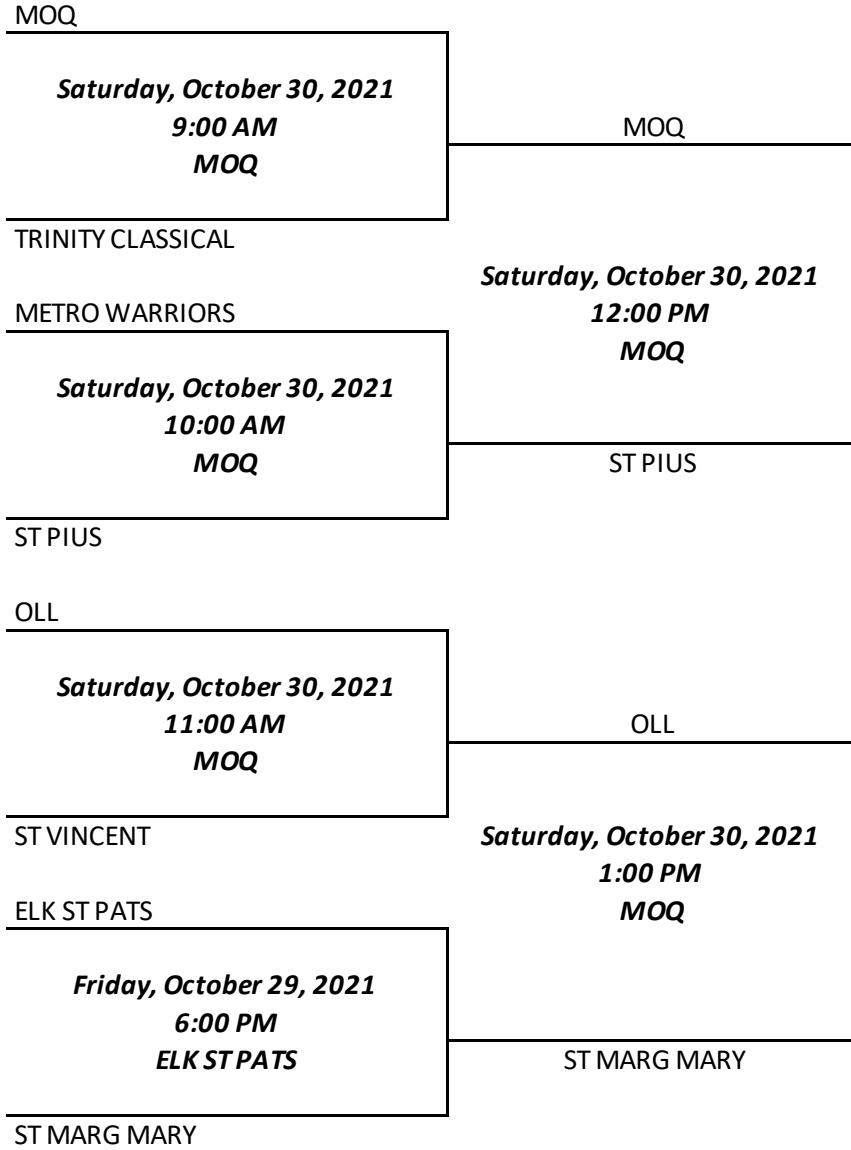 MOQ
Saturday, October 30, 2021
9:00 AM
MOQ
MOQ
TRINITY CLASSICAL
Saturday, October 30, 2021
12:00 PM
MOQ
METRO WARRIORS
Saturday, October 30, 2021
10:00 AM
MOQ
ST PIUS
ST PIUS
OLL
Saturday, October 30, 2021
11:00 AM
MOQ
OLL
ST VINCENT
Saturday, October 30, 2021
1:00 PM
MOQ
ELK ST PATS
Friday, October 29, 2021
6:00 PM
ELK ST PATS
ST MARG MARY
ST MARG MARY